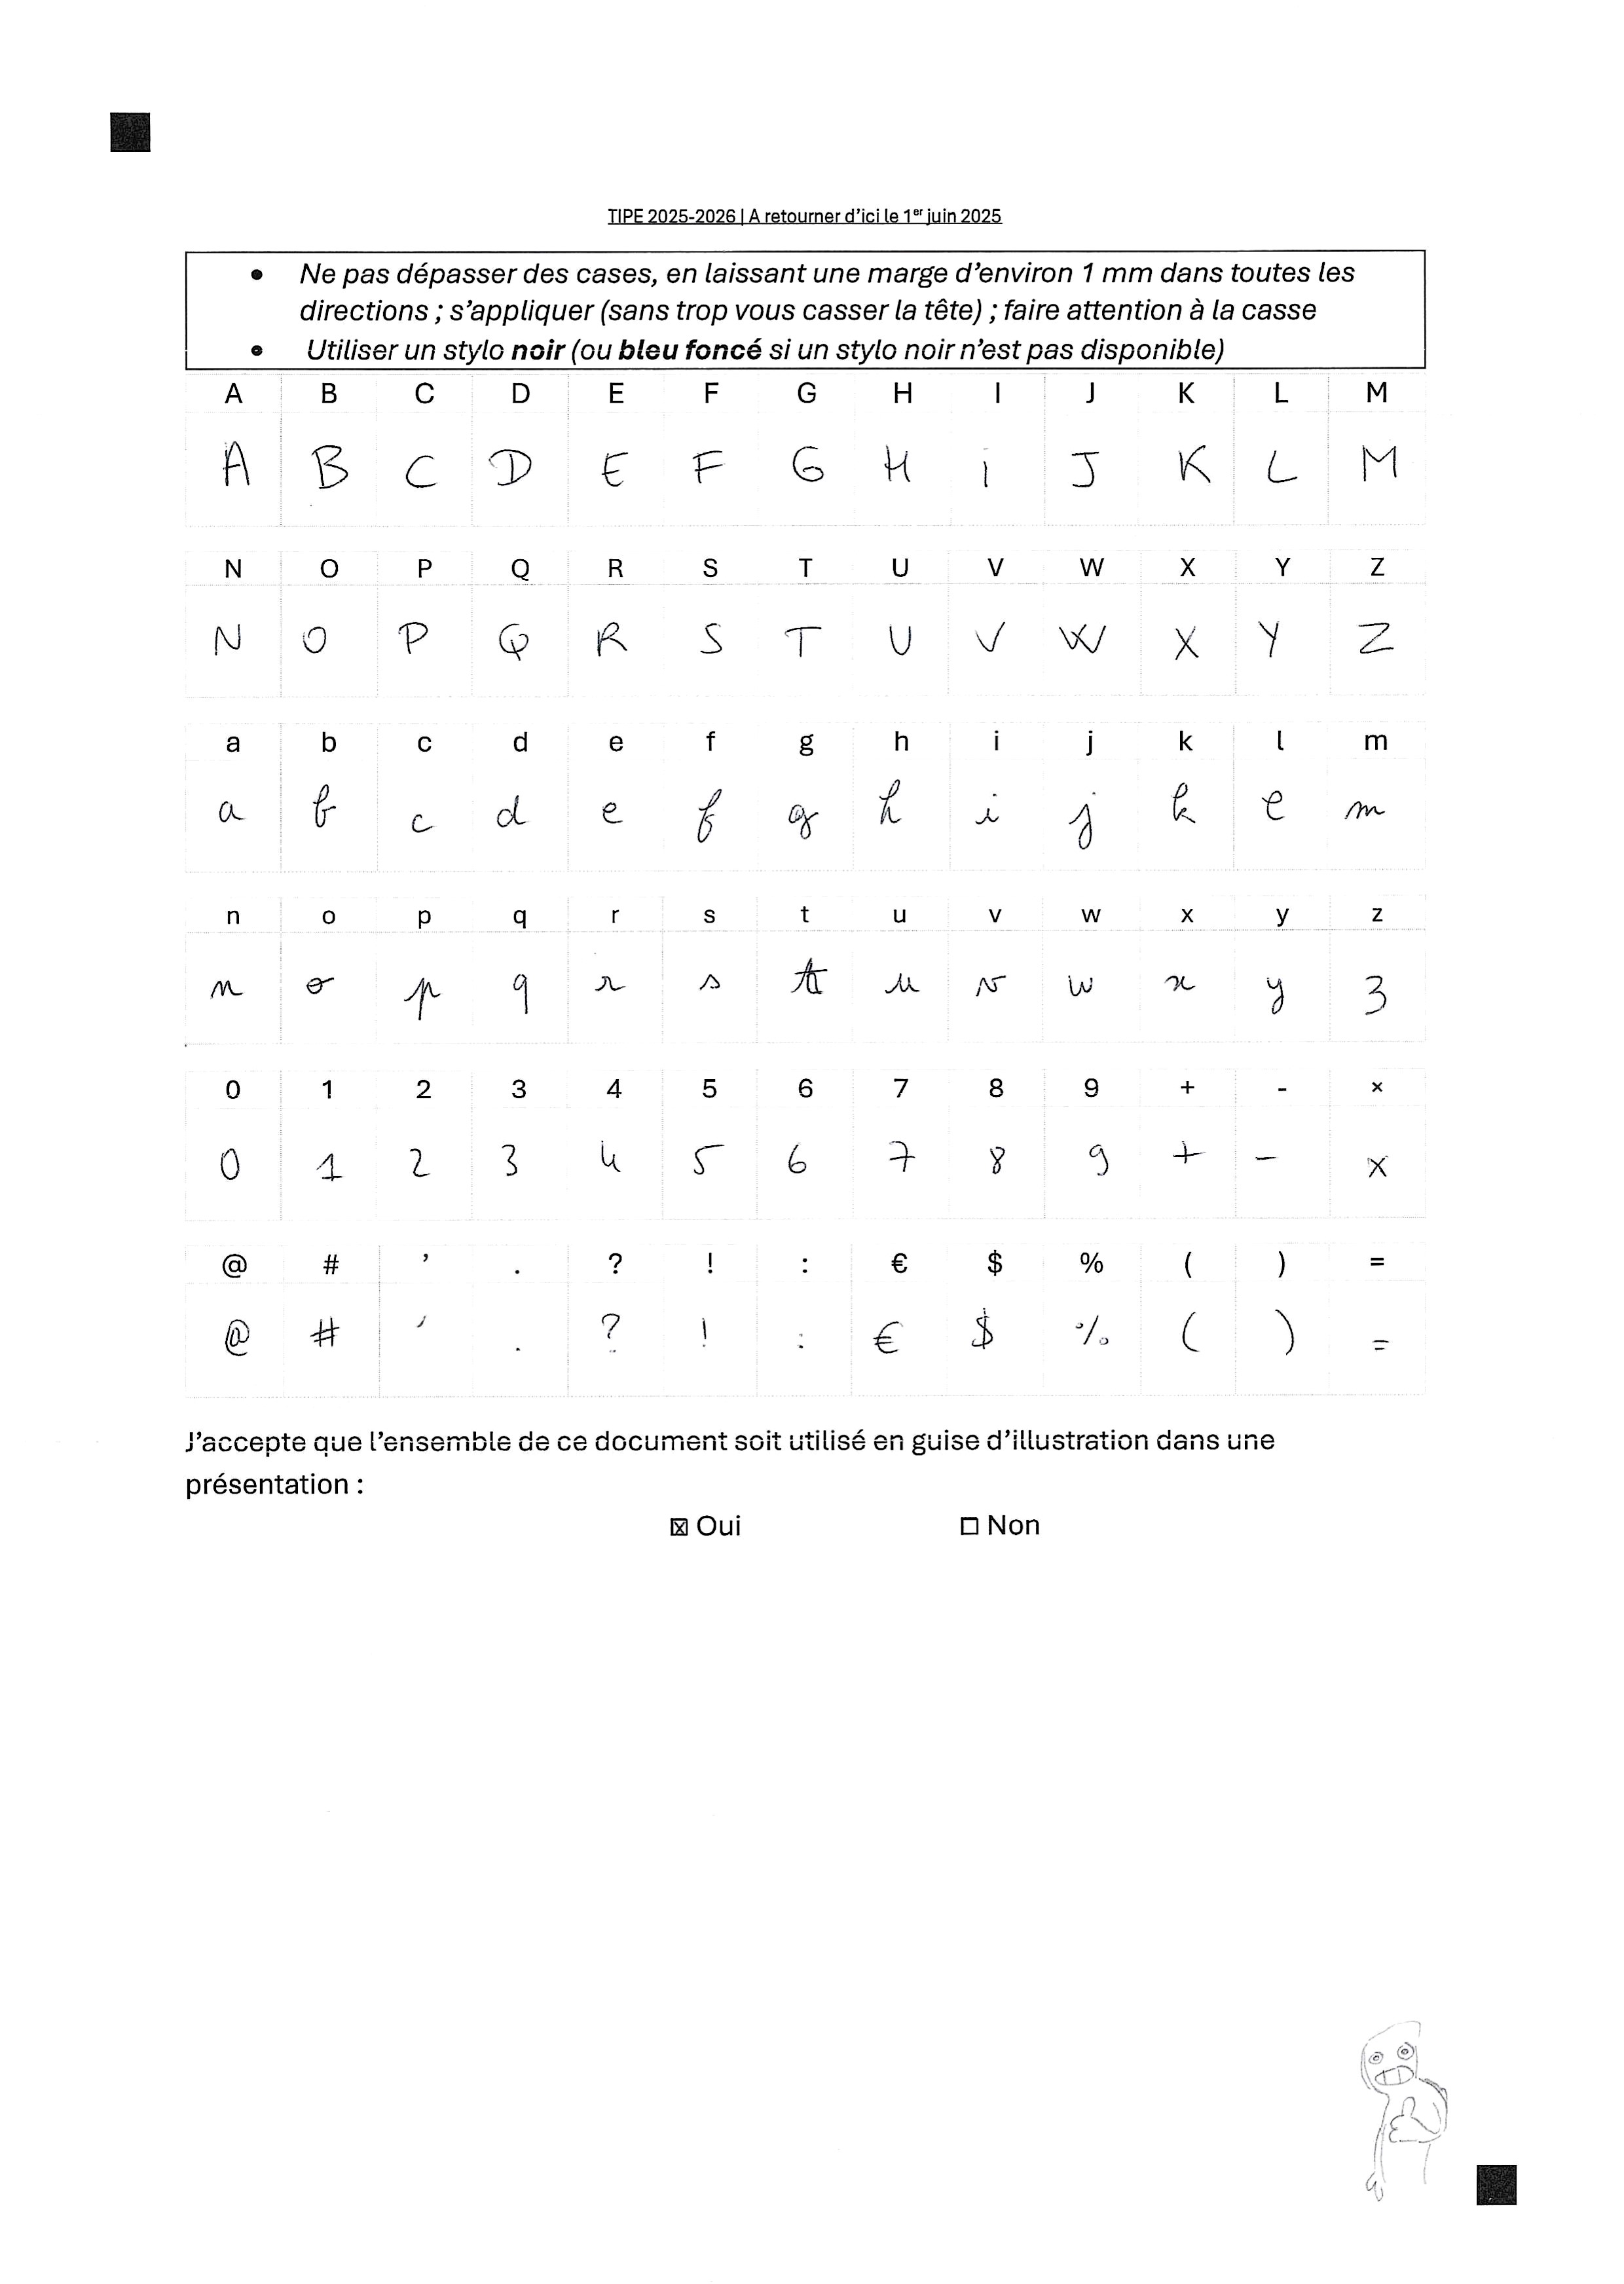 TIPE 2025-2026 | A retourner d'ici le 1er juin 2025
• Ne pas dépasser des cases, en laissant une marge d'environ 1 mm dans toutes les
directions ; s'appliquer (sans trop vous casser la tête) ; faire attention à la casse
• Utiliser un stylo noir (ou bleu foncé si un stylo noir n'est pas disponible)
A B C D E F G H I J K L M
A B C D E F G H i J K L M
N O P Q R S T U V W X Y Z
N O P Q R S T U V W X Y Z
a b c d e f g h i j k l m
a b c d e f g h i j k l m
n o p q r s t u v w x y z
n o p q r s t u v w x y z
0 1 2 3 4 5 6 7 8 9 + - ×
0 1 2 3 4 5 6 7 8 9 + - ×
@ # ’ . ? ! : € $ % ( ) =
@ # ’ . ? ! : € $ % ( ) =
J'accepte que l'ensemble de ce document soit utilisé en guise d'illustration dans une
présentation :
☒ Oui ☐ Non